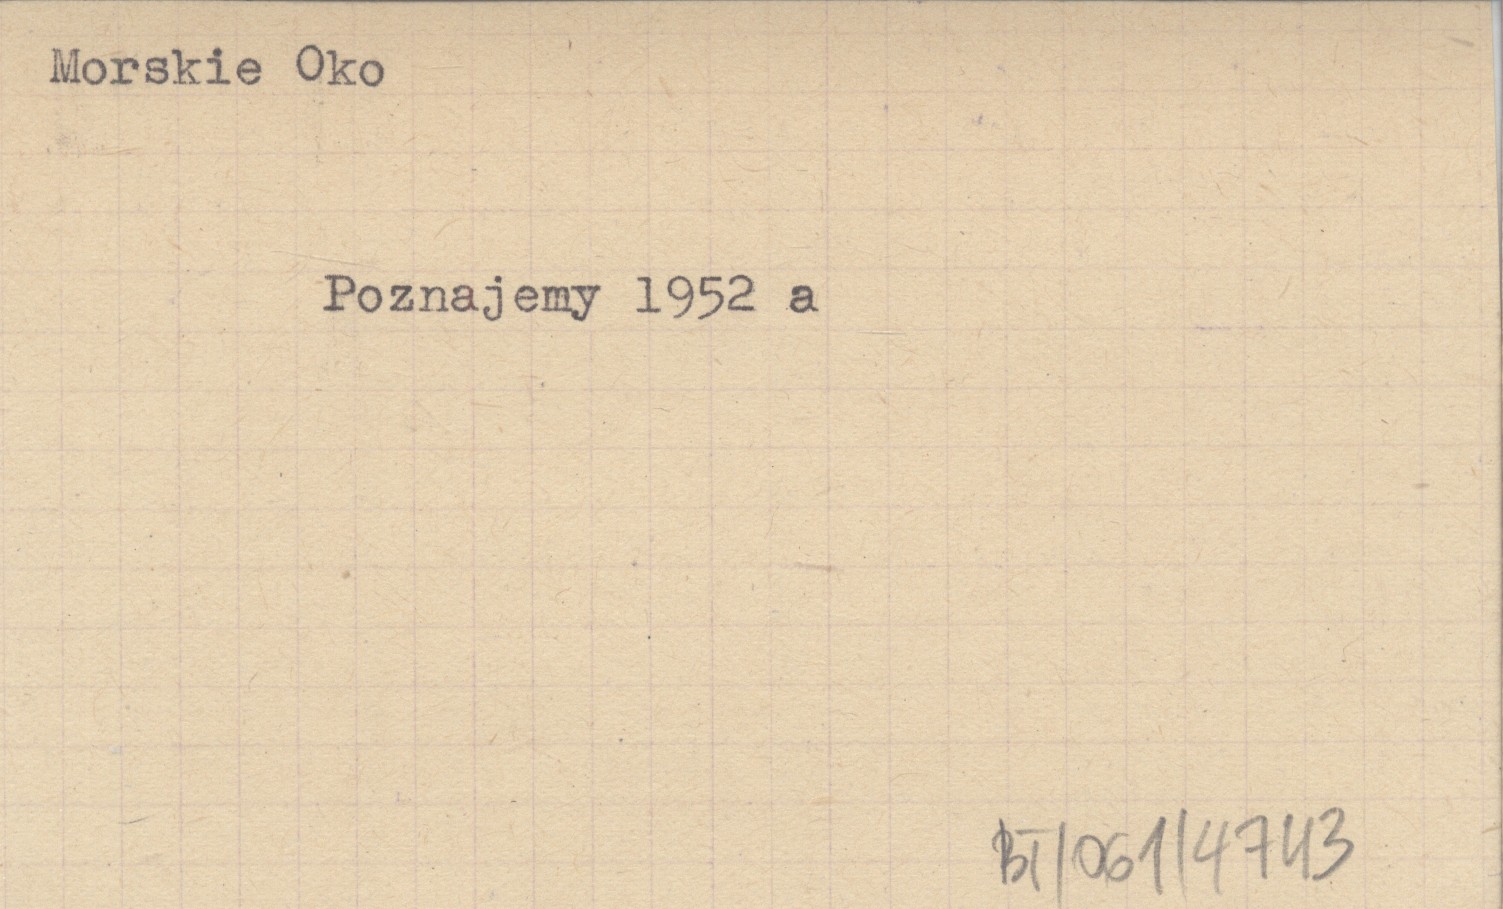 Morskie Oko
Poznajemy 1952 a
BT/061/4743